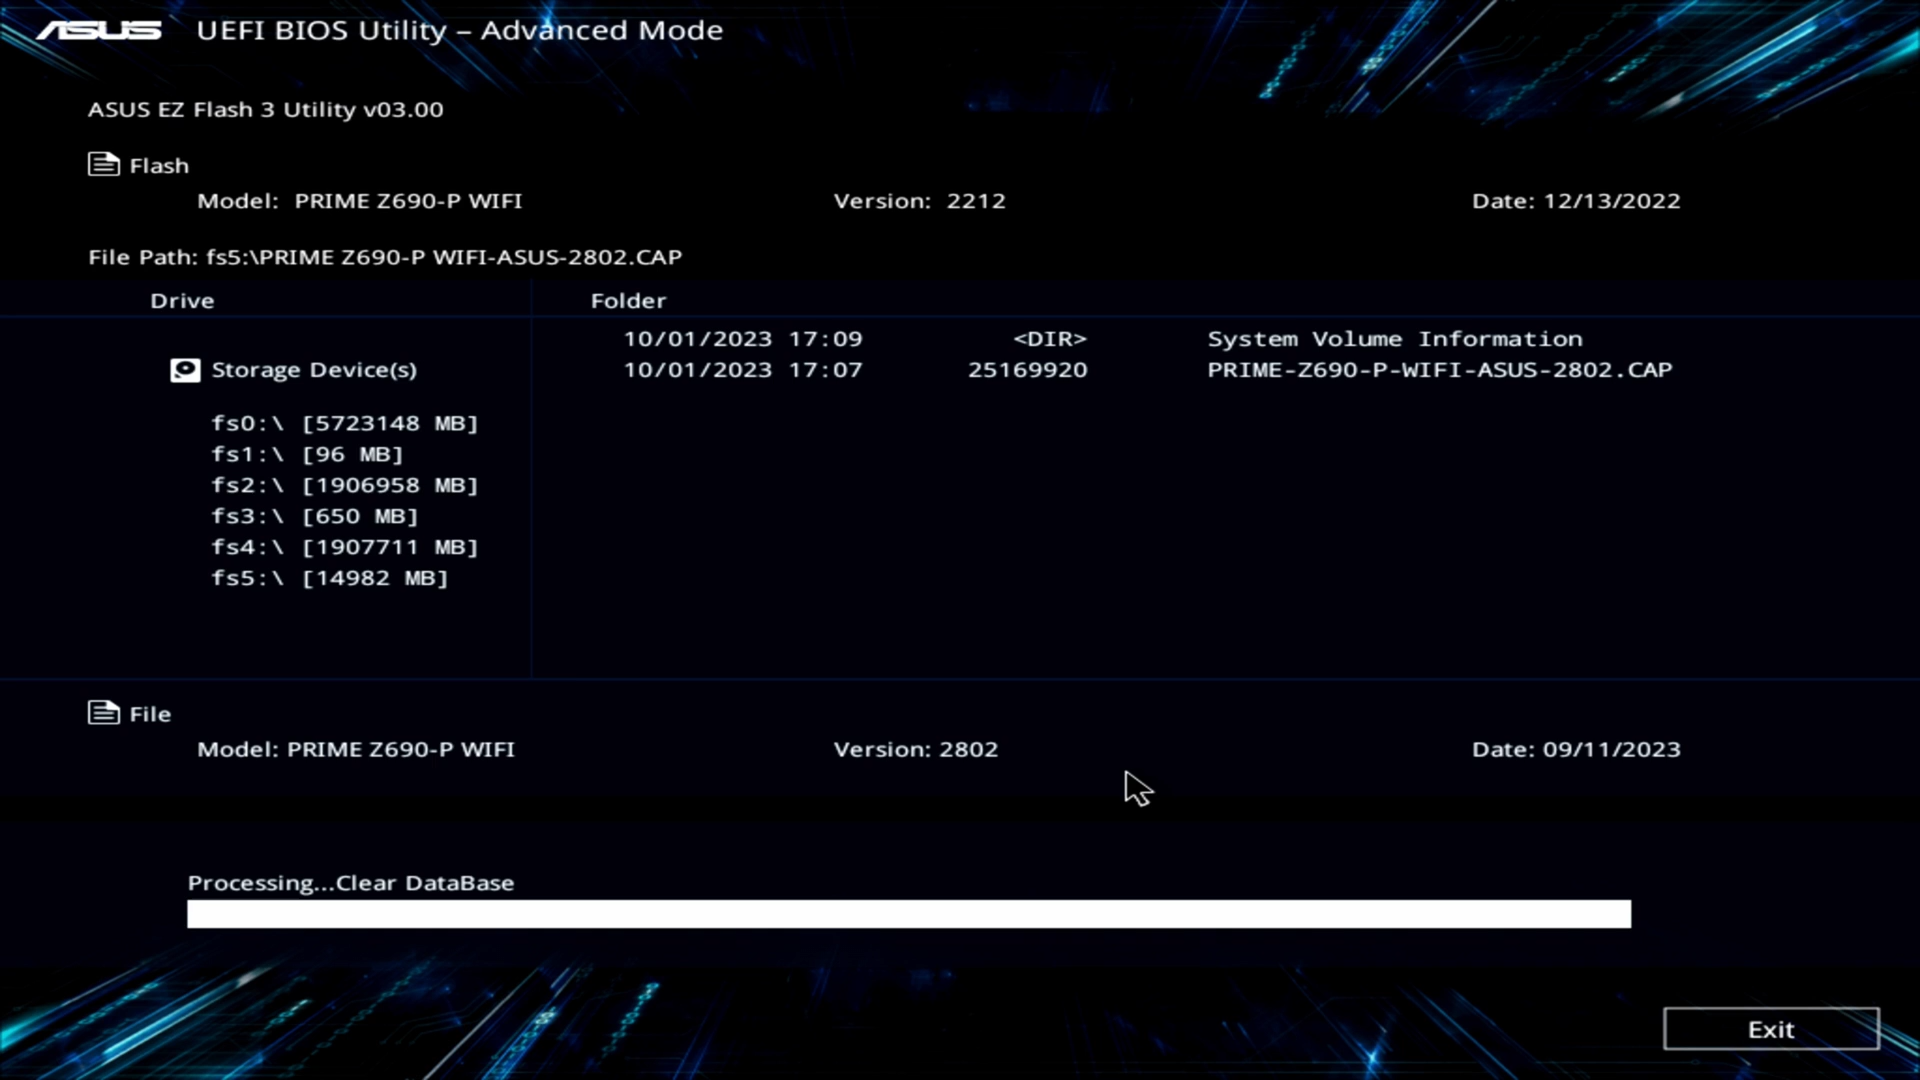 ASUS UEFI BIOS Utility – Advanced Mode
ASUS EZ Flash 3 Utility v03.00
Flash
Model: PRIME Z690-P WIFI Version: 2212 Date: 12/13/2022
File Path: fs5:\PRIME Z690-P WIFI-ASUS-2802.CAP
Drive Folder
10/01/2023 17:09 <DIR> System Volume Information
Storage Device(s) 10/01/2023 17:07 25169920 PRIME-Z690-P-WIFI-ASUS-2802.CAP
fs0:\ [5723148 MB]
fs1:\ [96 MB]
fs2:\ [1906958 MB]
fs3:\ [650 MB]
fs4:\ [1907711 MB]
fs5:\ [14982 MB]
File
Model: PRIME Z690-P WIFI Version: 2802 Date: 09/11/2023
Processing...Clear DataBase
Exit